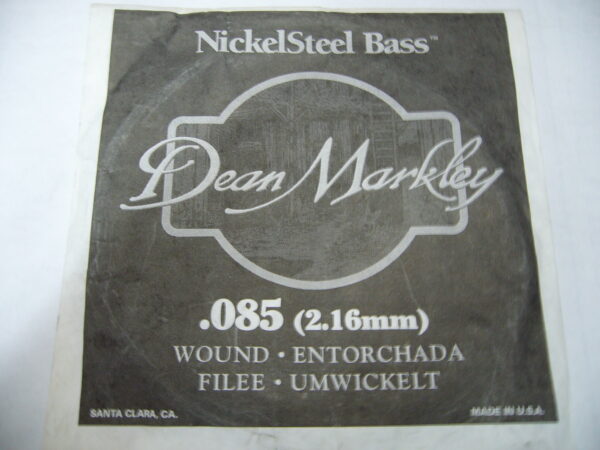 NickelSteel Bass™
Dean Markley
.085 (2.16mm)
WOUND • ENTORCHADA
FILEE • UMWICKELT
SANTA CLARA, CA. MADE IN U.S.A.